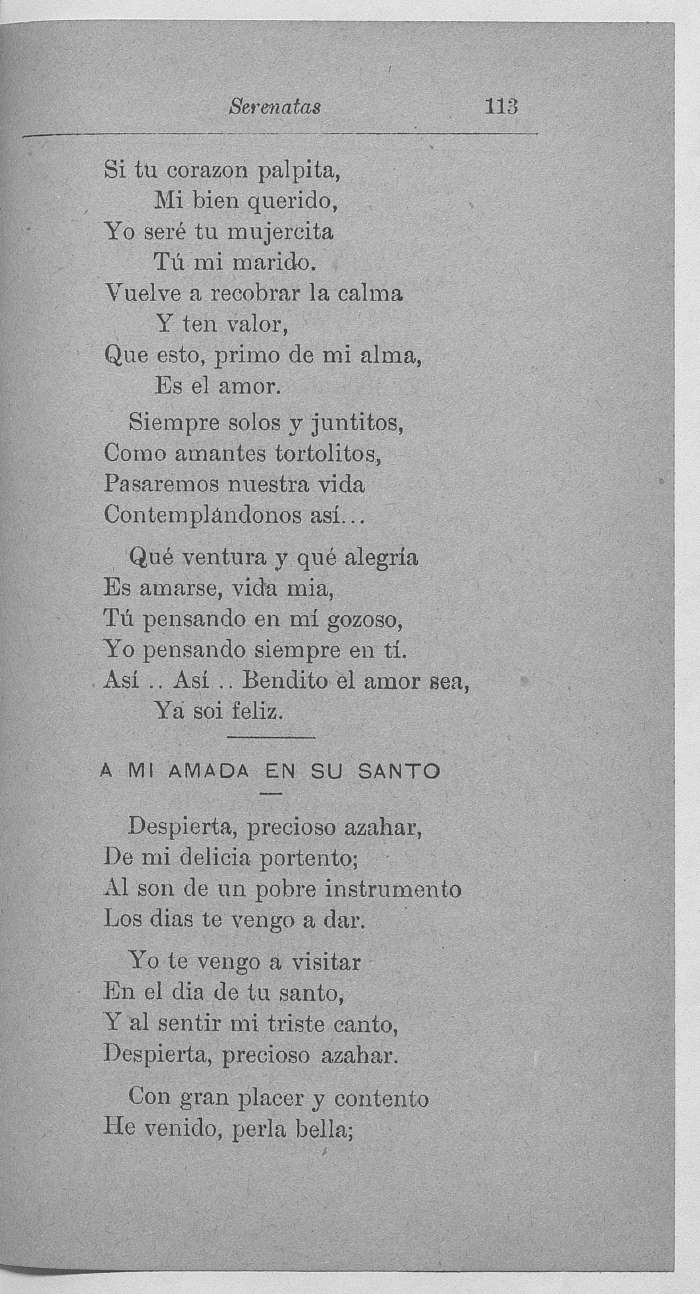 Serenatas 113
Si tu corazon palpita,
Mi bien querido,
Yo seré tu mujercita
Tú mi marido.
Vuelve a recobrar la calma
Y ten valor,
Que esto, primo de mi alma,
Es el amor.
Siempre solos y juntitos,
Como amantes tortolitos,
Pasaremos nuestra vida
Contemplándonos así...
Qué ventura y qué alegría
Es amarse, vida mia,
Tú pensando en mí gozoso,
Yo pensando siempre en tí.
Así .. Así .. Bendito el amor sea,
Ya soi feliz.
A MI AMADA EN SU SANTO
Despierta, precioso azahar,
De mi delicia portento;
Al son de un pobre instrumento
Los dias te vengo a dar.
Yo te vengo a visitar
En el dia de tu santo,
Y al sentir mi triste canto,
Despierta, precioso azahar.
Con gran placer y contento
He venido, perla bella;